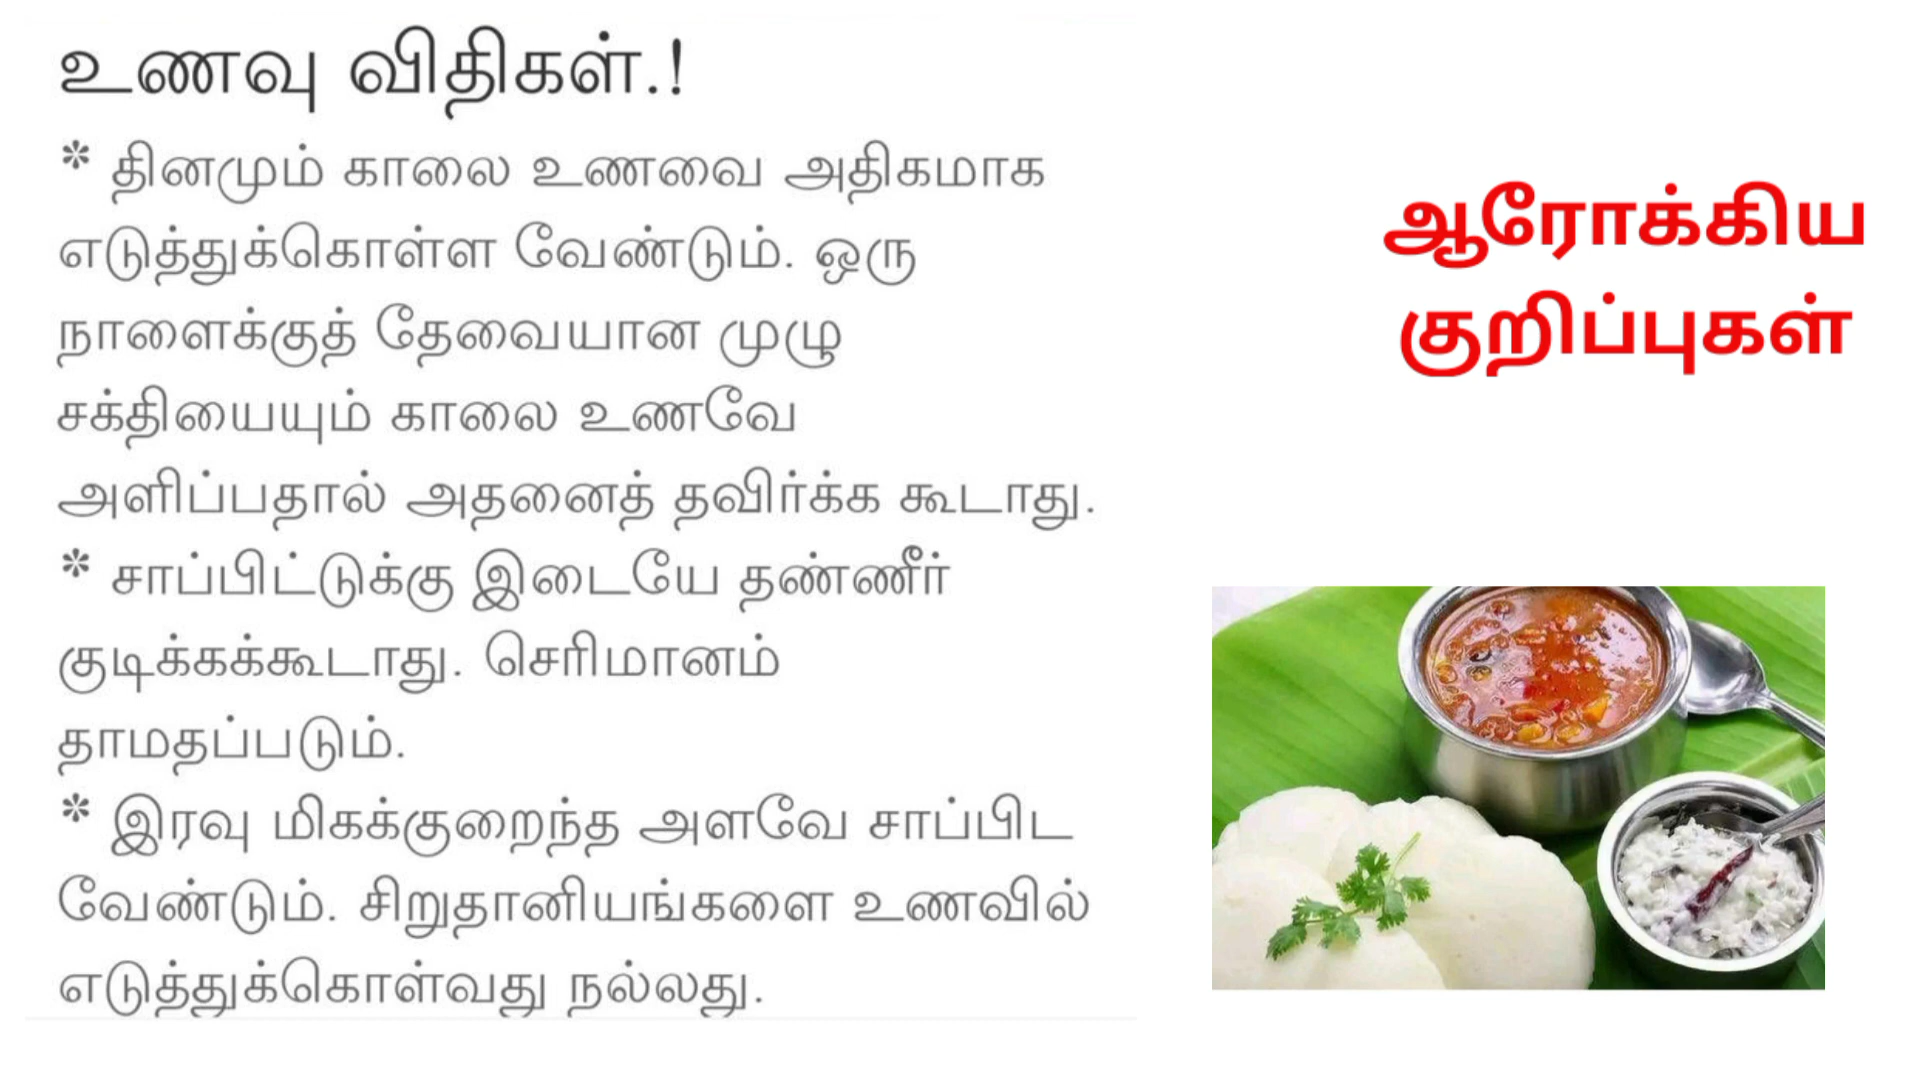 உணவு விதிகள்.!
* தினமும் காலை உணவை அதிகமாக
எடுத்துக்கொள்ள வேண்டும். ஒரு
நாளைக்குத் தேவையான முழு
சக்தியையும் காலை உணவே
அளிப்பதால் அதனைத் தவிர்க்க கூடாது.
* சாப்பிட்டுக்கு இடையே தண்ணீர்
குடிக்கக்கூடாது. செரிமானம்
தாமதப்படும்.
* இரவு மிகக்குறைந்த அளவே சாப்பிட
வேண்டும். சிறுதானியங்களை உணவில்
எடுத்துக்கொள்வது நல்லது.
ஆரோக்கிய
குறிப்புகள்